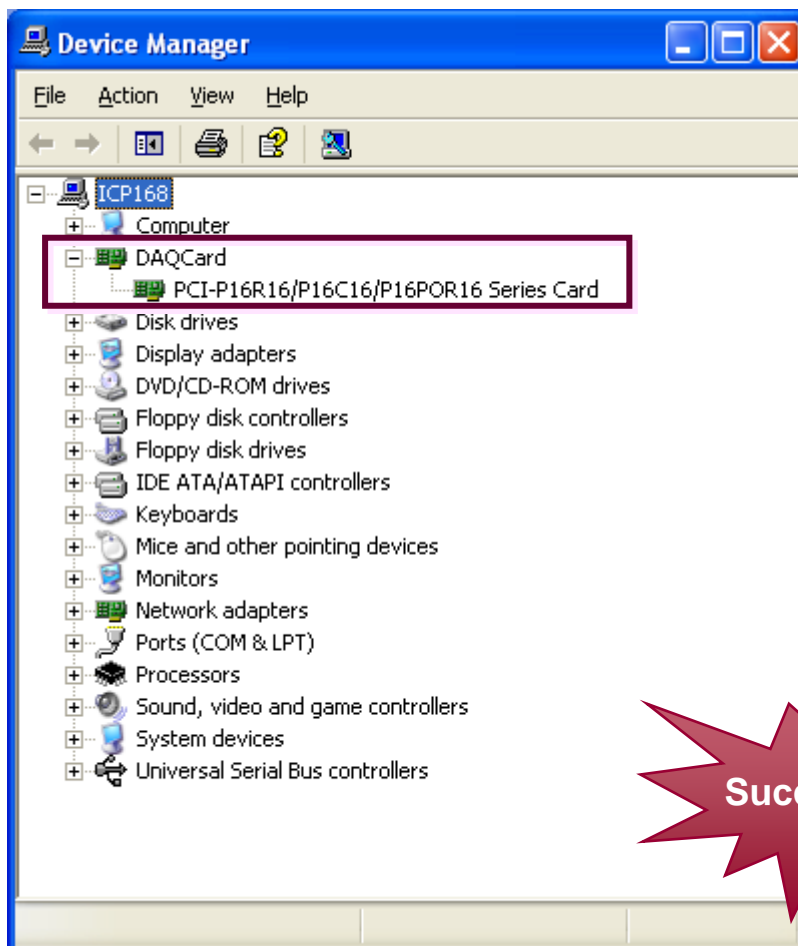 Device Manager
File Action View Help
ICP168
Computer
DAQCard
PCI-P16R16/P16C16/P16POR16 Series Card
Disk drives
Display adapters
DVD/CD-ROM drives
Floppy disk controllers
Floppy disk drives
IDE ATA/ATAPI controllers
Keyboards
Mice and other pointing devices
Monitors
Network adapters
Ports (COM & LPT)
Processors
Sound, video and game controllers
System devices
Universal Serial Bus controllers